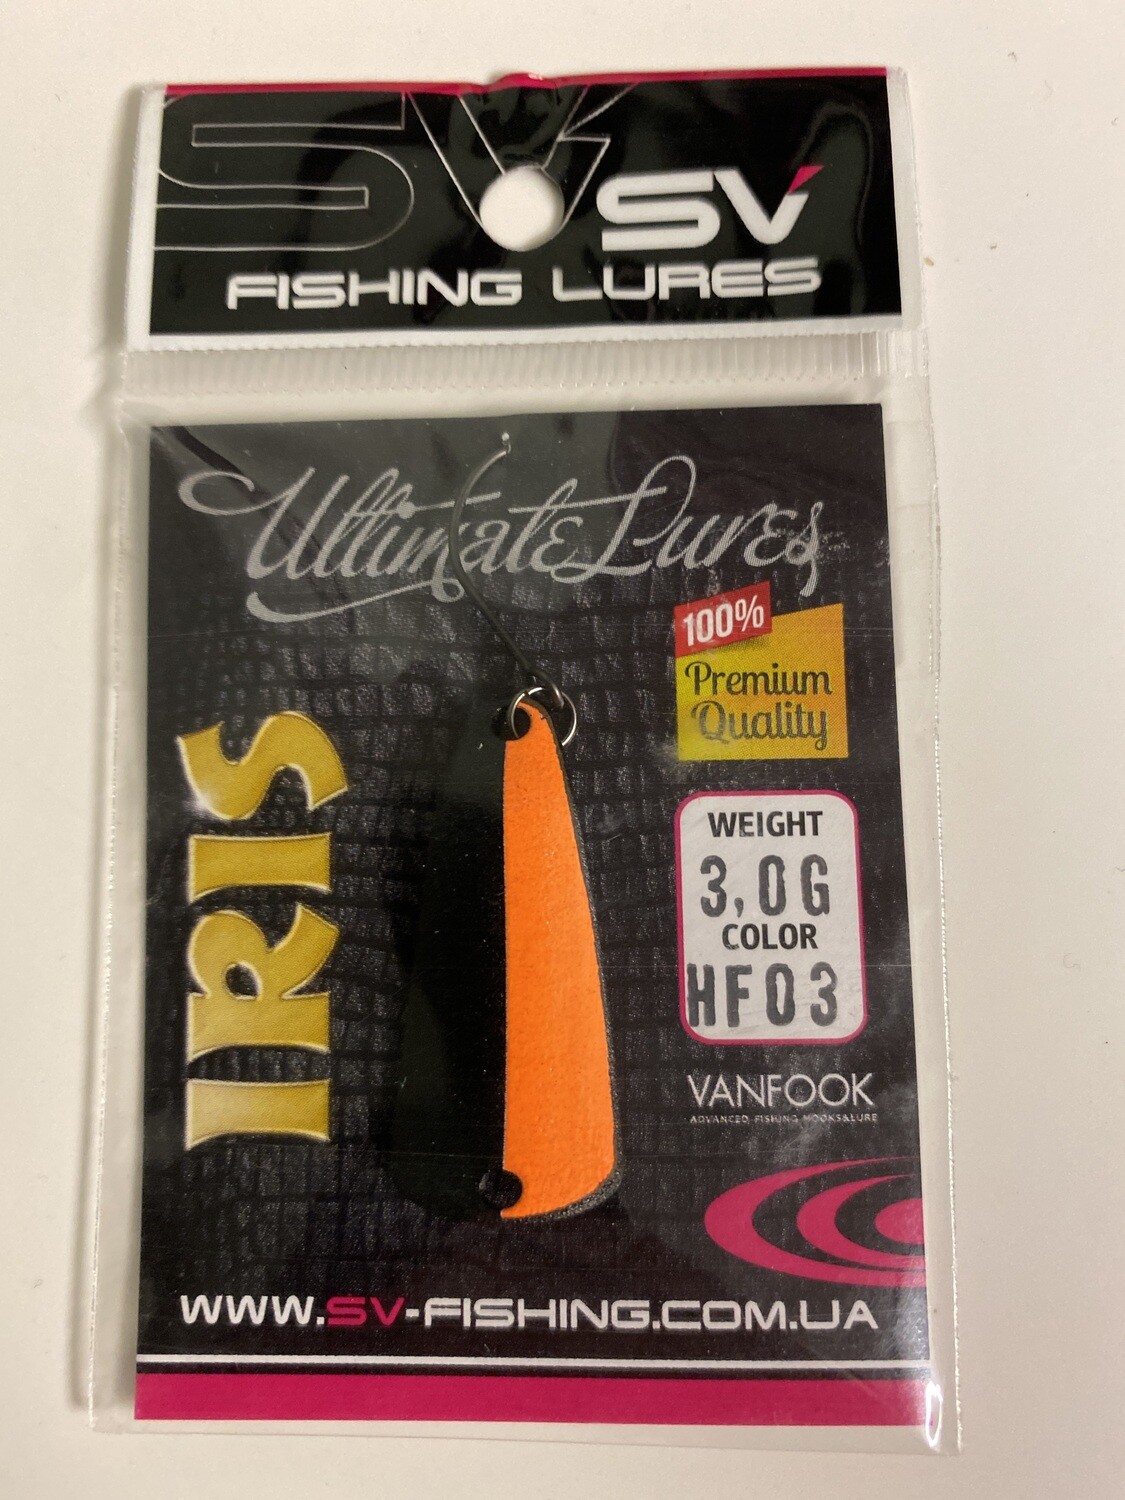 SV
SV
FISHING LURES
Ultimate Lures
100%
Premium
Quality
IRIS
WEIGHT
3,0G
COLOR
HF03
VANFOOK
ADVANCED FISHING HOOKS&LURE
WWW.SV-FISHING.COM.UA